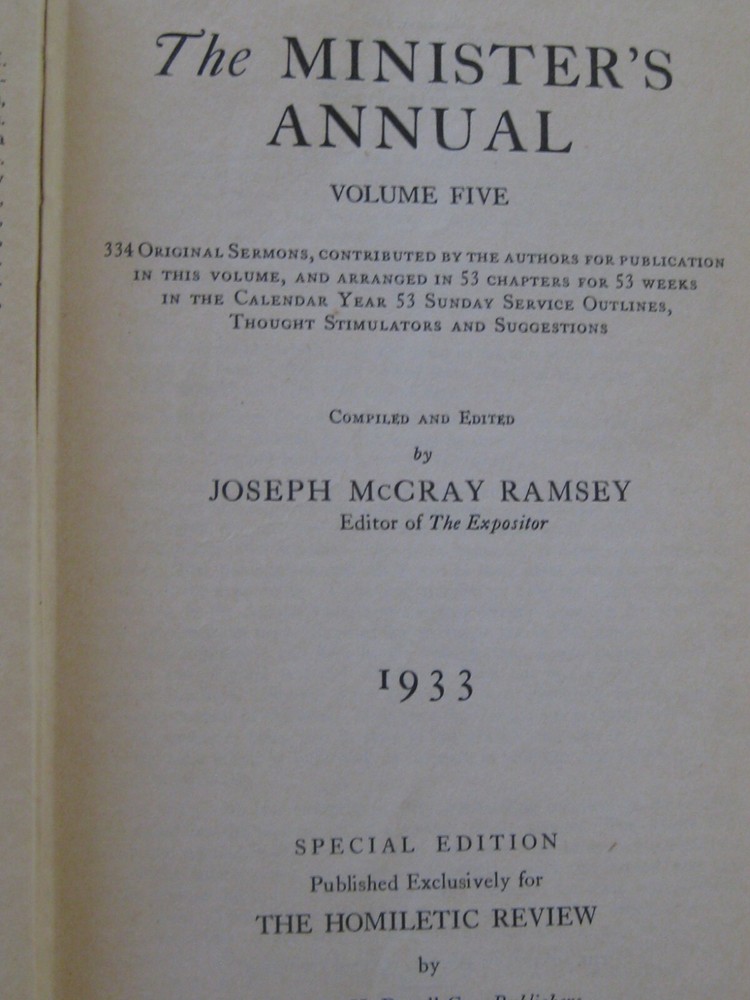 The MINISTER'S
ANNUAL
VOLUME FIVE
334 ORIGINAL SERMONS, CONTRIBUTED BY THE AUTHORS FOR PUBLICATION
IN THIS VOLUME, AND ARRANGED IN 53 CHAPTERS FOR 53 WEEKS
IN THE CALENDAR YEAR 53 SUNDAY SERVICE OUTLINES,
THOUGHT STIMULATORS AND SUGGESTIONS
COMPILED AND EDITED
by
JOSEPH McCRAY RAMSEY
Editor of The Expositor
1933
SPECIAL EDITION
Published Exclusively for
THE HOMILETIC REVIEW
by